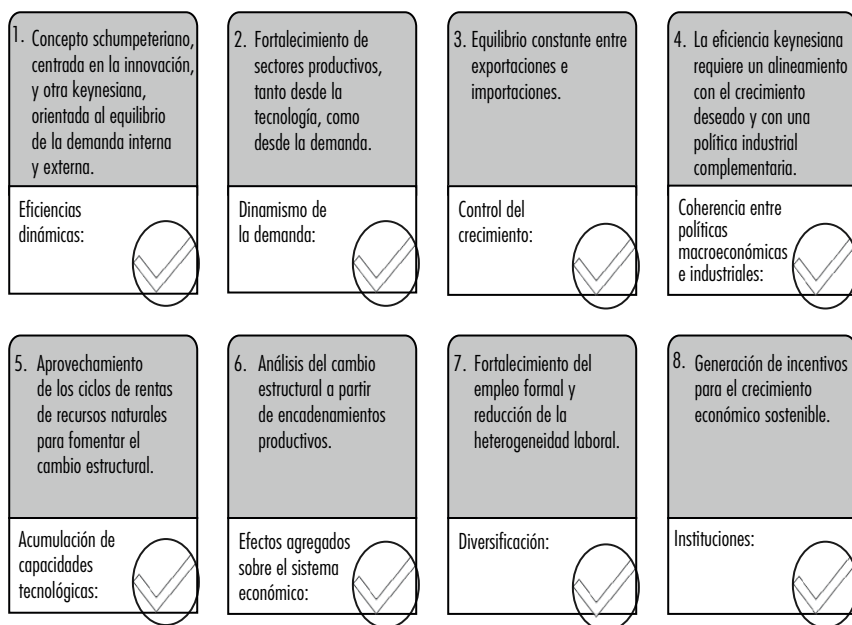 1. Concepto schumpeteriano,
centrada en la innovación,
y otra keynesiana,
orientada al equilibrio
de la demanda interna
y externa.
Eficiencias
dinámicas:
2. Fortalecimiento de
sectores productivos,
tanto desde la
tecnología, como
desde la demanda.
Dinamismo de
la demanda:
3. Equilibrio constante entre
exportaciones e
importaciones.
Control del
crecimiento:
4. La eficiencia keynesiana
requiere un alineamiento
con el crecimiento
deseado y con una
política industrial
complementaria.
Coherencia entre
políticas
macroeconómicas
e industriales:
5. Aprovechamiento
de los ciclos de rentas
de recursos naturales
para fomentar el
cambio estructural.
Acumulación de
capacidades
tecnológicas:
6. Análisis del cambio
estructural a partir
de encadenamientos
productivos.
Efectos agregados
sobre el sistema
económico:
7. Fortalecimiento del
empleo formal y
reducción de la
heterogeneidad laboral.
Diversificación:
8. Generación de incentivos
para el crecimiento
económico sostenible.
Instituciones: